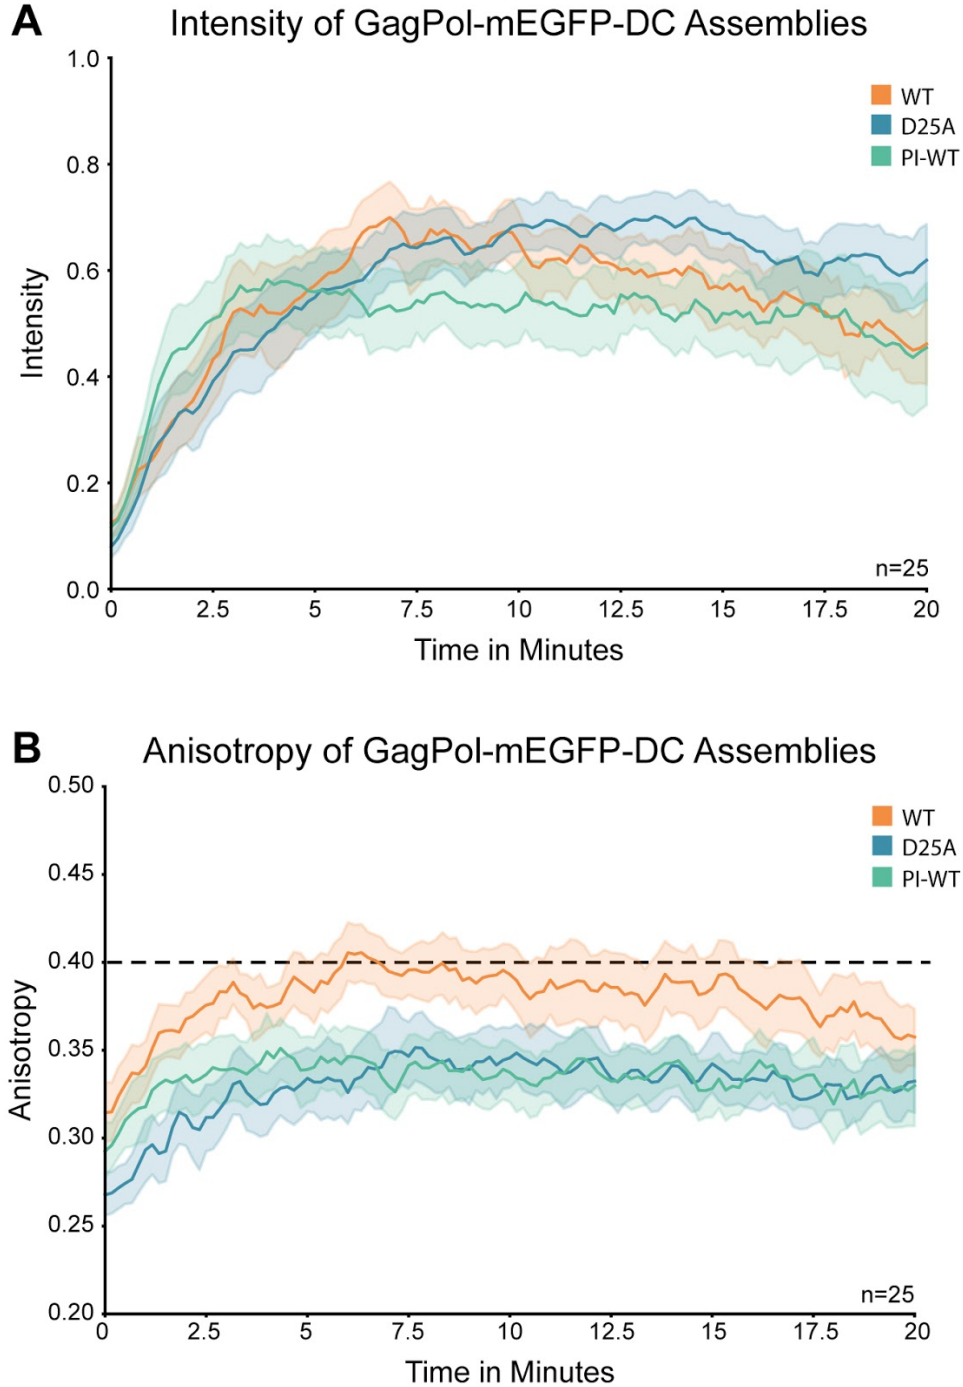 A
Intensity of GagPol-mEGFP-DC Assemblies
1.0
0.8
0.6
0.4
0.2
0.0
Intensity
WT
D25A
PI-WT
n=25
0 2.5 5 7.5 10 12.5 15 17.5 20
Time in Minutes
B
Anisotropy of GagPol-mEGFP-DC Assemblies
0.50
0.45
0.40
0.35
0.30
0.25
0.20
Anisotropy
WT
D25A
PI-WT
n=25
0 2.5 5 7.5 10 12.5 15 17.5 20
Time in Minutes